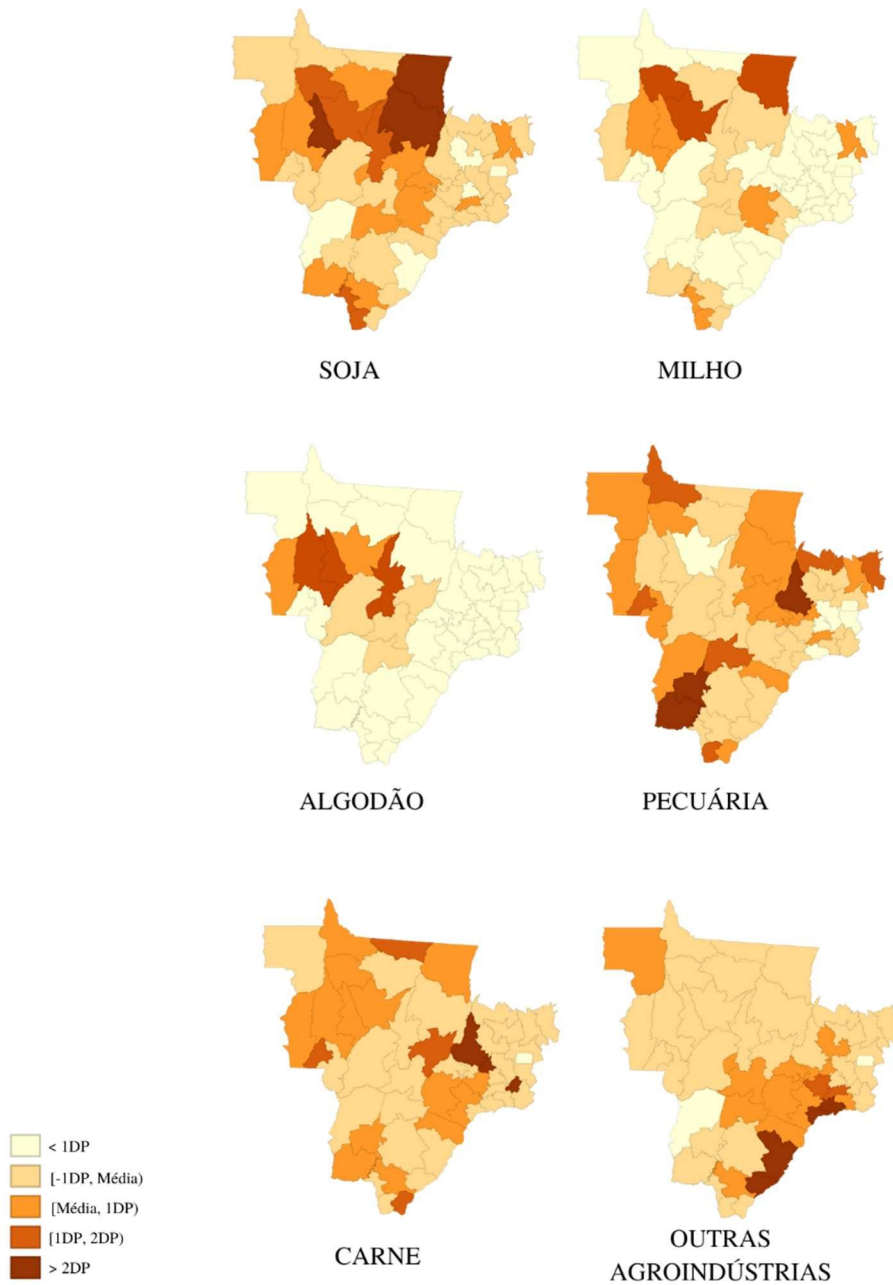 SOJA
MILHO
ALGODÃO
PECUÁRIA
CARNE
OUTRAS
AGROINDÚSTRIAS
< 1DP
[-1DP, Média)
[Média, 1DP)
[1DP, 2DP)
> 2DP